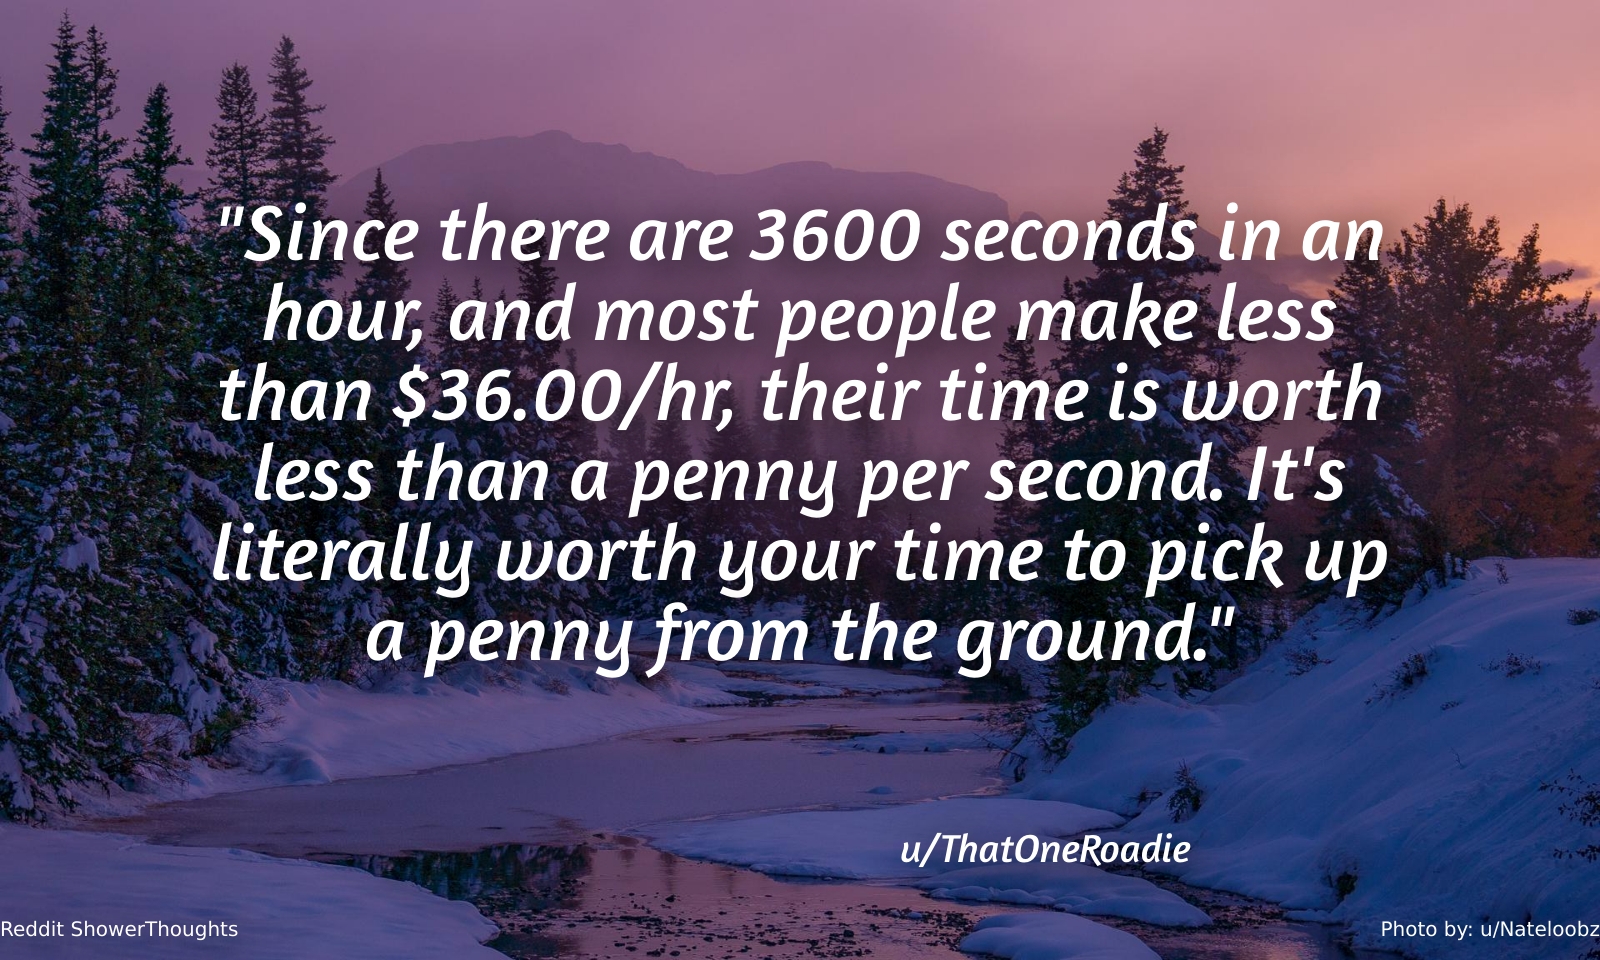 "Since there are 3600 seconds in an
hour, and most people make less
than $36.00/hr, their time is worth
less than a penny per second. It's
literally worth your time to pick up
a penny from the ground."
u/ThatOneRoadie
Reddit ShowerThoughts
Photo by: u/Nateloobz